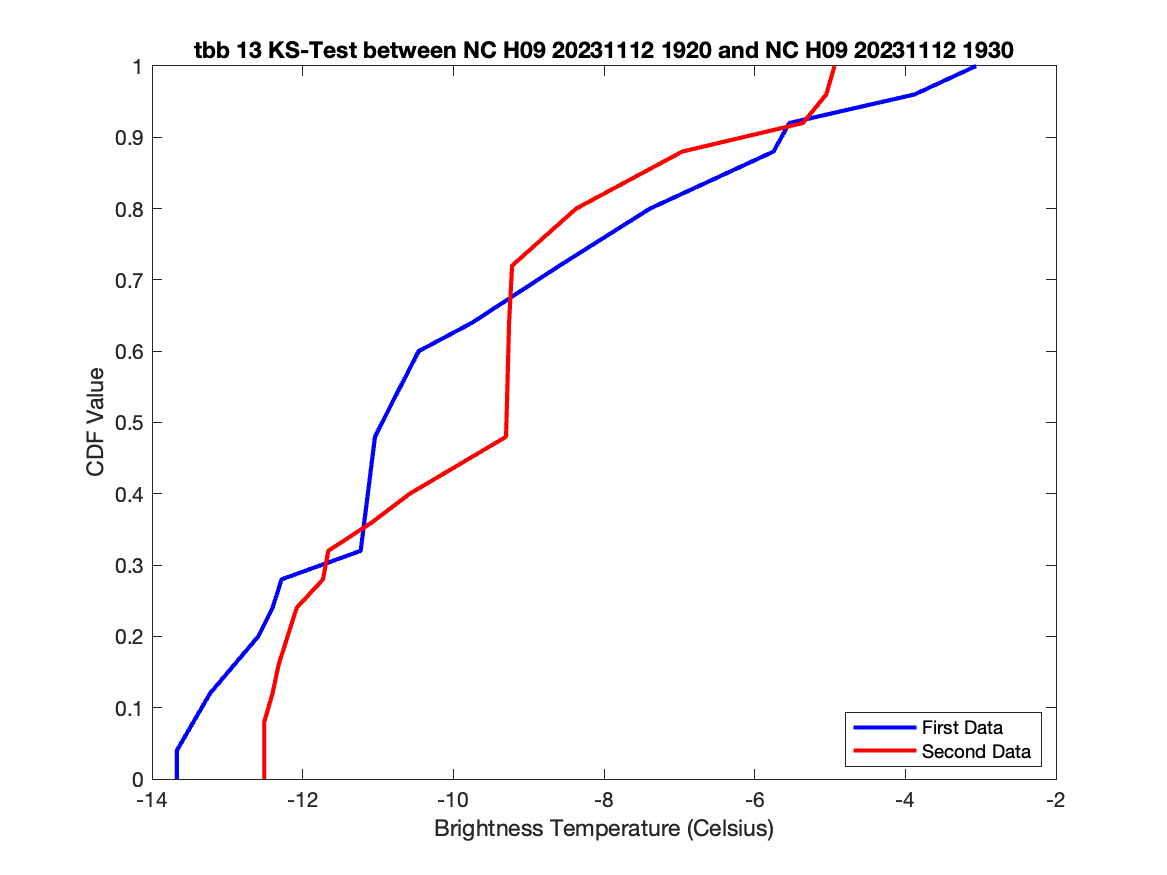 tbb 13 KS-Test between NC H09 20231112 1920 and NC H09 20231112 1930
1
0.9
0.8
0.7
0.6
0.5
0.4
0.3
0.2
0.1
0
CDF Value
First Data
Second Data
-14 -12 -10 -8 -6 -4 -2
Brightness Temperature (Celsius)